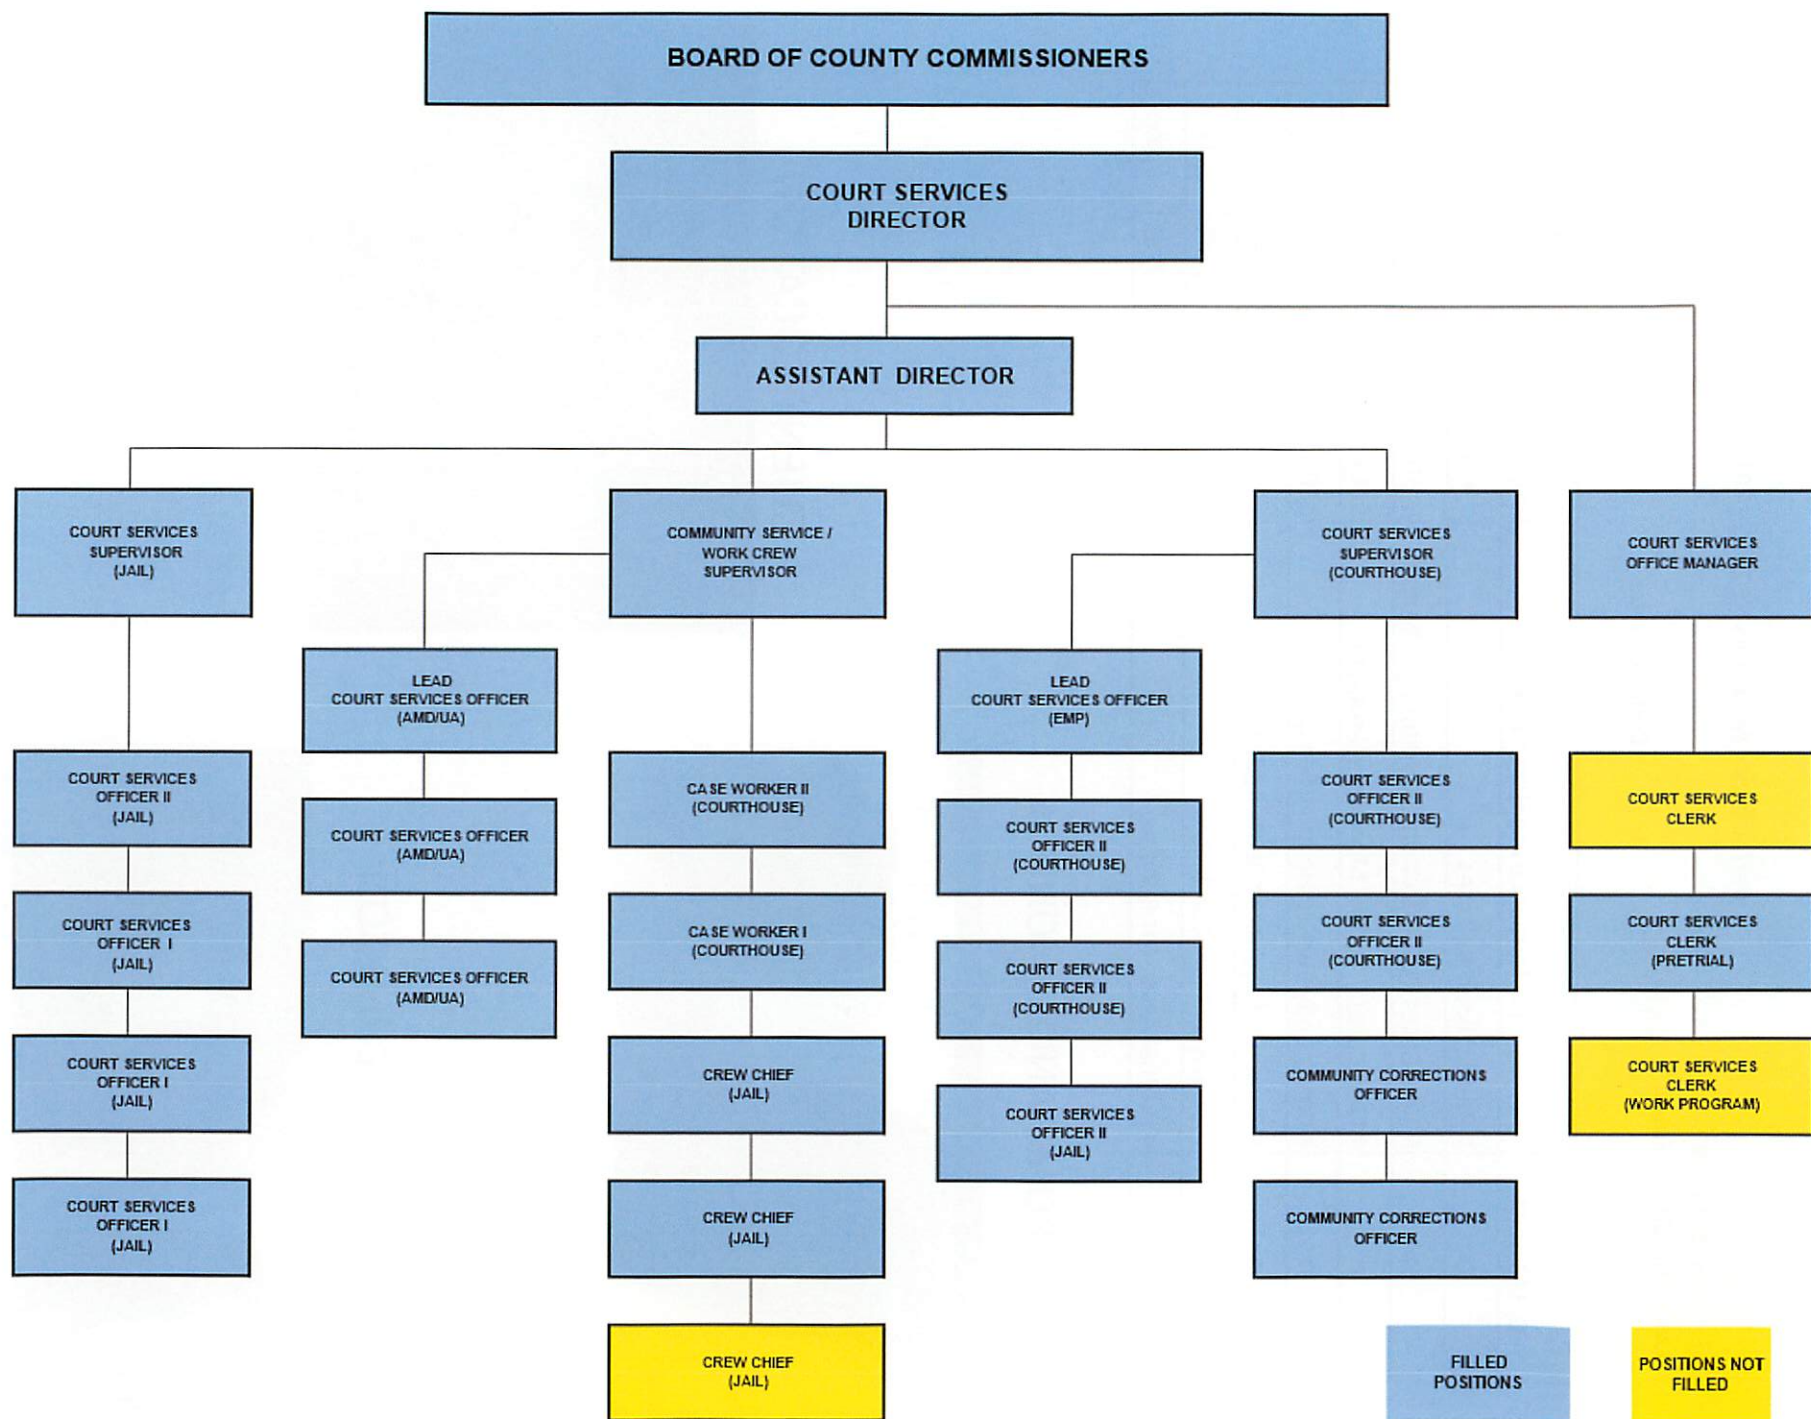 BOARD OF COUNTY COMMISSIONERS
COURT SERVICES
DIRECTOR
ASSISTANT DIRECTOR
COURT SERVICES
SUPERVISOR
(JAIL)
COMMUNITY SERVICE /
WORK CREW
SUPERVISOR
COURT SERVICES
SUPERVISOR
(COURTHOUSE)
COURT SERVICES
OFFICE MANAGER
COURT SERVICES
OFFICER II
(JAIL)
COURT SERVICES
OFFICER I
(JAIL)
COURT SERVICES
OFFICER I
(JAIL)
COURT SERVICES
OFFICER I
(JAIL)
LEAD
COURT SERVICES OFFICER
(AMD/UA)
COURT SERVICES OFFICER
(AMD/UA)
COURT SERVICES OFFICER
(AMD/UA)
CASE WORKER II
(COURTHOUSE)
CASE WORKER I
(COURTHOUSE)
CREW CHIEF
(JAIL)
CREW CHIEF
(JAIL)
CREW CHIEF
(JAIL)
LEAD
COURT SERVICES OFFICER
(EMP)
COURT SERVICES
OFFICER II
(COURTHOUSE)
COURT SERVICES
OFFICER II
(COURTHOUSE)
COURT SERVICES
OFFICER II
(JAIL)
COURT SERVICES
OFFICER II
(COURTHOUSE)
COURT SERVICES
OFFICER II
(COURTHOUSE)
COMMUNITY CORRECTIONS
OFFICER
COMMUNITY CORRECTIONS
OFFICER
COURT SERVICES
CLERK
COURT SERVICES
CLERK
(PRETRIAL)
COURT SERVICES
CLERK
(WORK PROGRAM)
FILLED
POSITIONS
POSITIONS NOT
FILLED